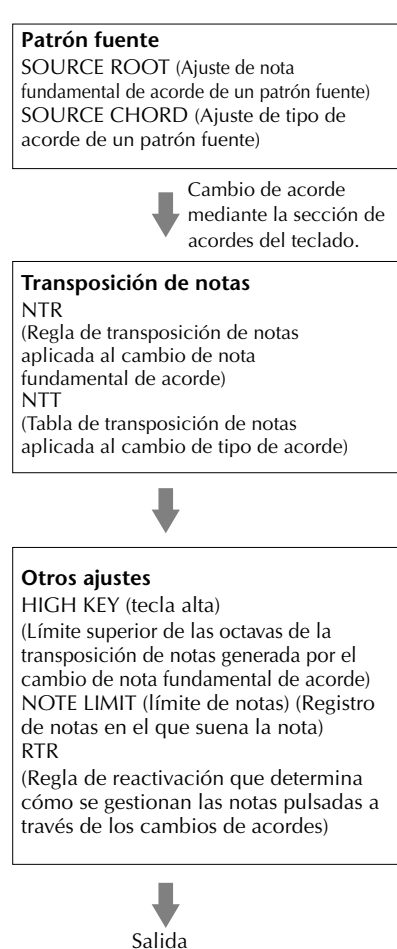 Patrón fuente
SOURCE ROOT (Ajuste de nota
fundamental de acorde de un patrón fuente)
SOURCE CHORD (Ajuste de tipo de
acorde de un patrón fuente)
Cambio de acorde
mediante la sección de
acordes del teclado.
Transposición de notas
NTR
(Regla de transposición de notas
aplicada al cambio de nota
fundamental de acorde)
NTT
(Tabla de transposición de notas
aplicada al cambio de tipo de acorde)
Otros ajustes
HIGH KEY (tecla alta)
(Límite superior de las octavas de la
transposición de notas generada por el
cambio de nota fundamental de acorde)
NOTE LIMIT (límite de notas) (Registro
de notas en el que suena la nota)
RTR
(Regla de reactivación que determina
cómo se gestionan las notas pulsadas a
través de los cambios de acordes)
Salida